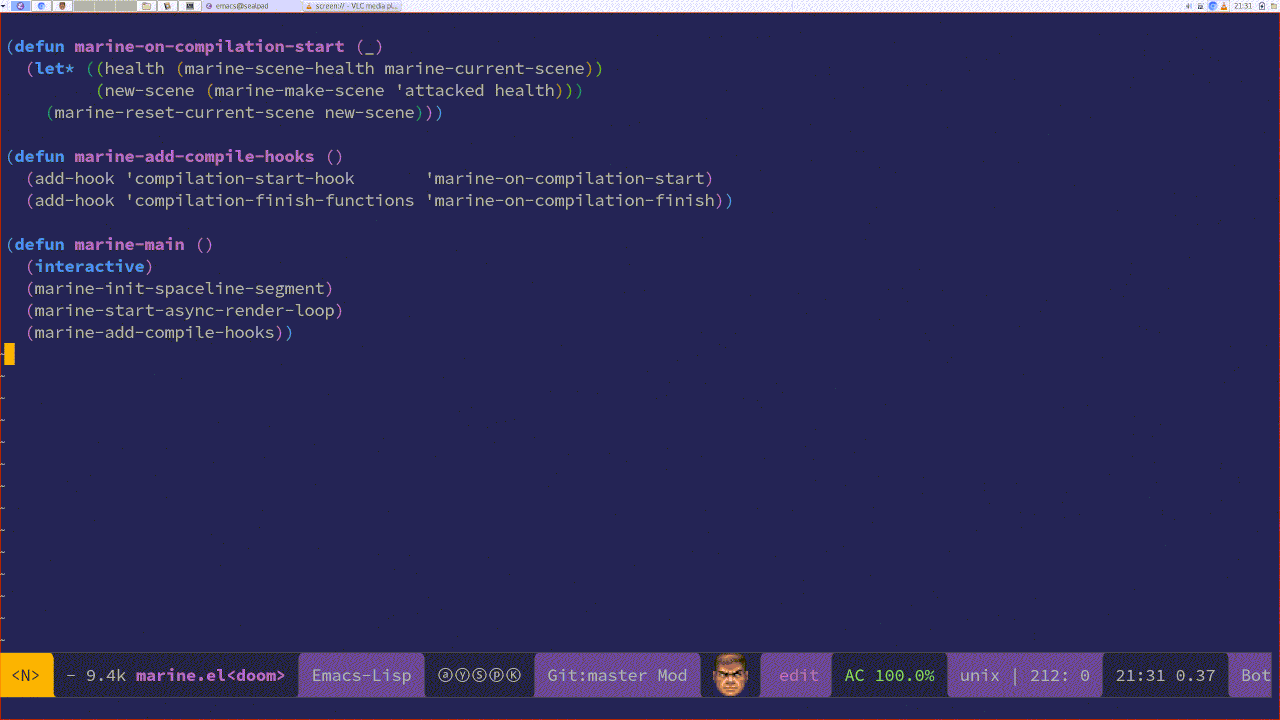 emacs@sealpad
screen:// - VLC media pl...
21:31
(defun marine-on-compilation-start (_)
  (let* ((health (marine-scene-health marine-current-scene))
         (new-scene (marine-make-scene 'attacked health)))
    (marine-reset-current-scene new-scene)))
(defun marine-add-compile-hooks ()
  (add-hook 'compilation-start-hook       'marine-on-compilation-start)
  (add-hook 'compilation-finish-functions 'marine-on-compilation-finish))
(defun marine-main ()
  (interactive)
  (marine-init-spaceline-segment)
  (marine-start-async-render-loop)
  (marine-add-compile-hooks))
~
~
~
~
~
~
~
~
~
~
~
~
~
~
<N> - 9.4k marine.el<doom> Emacs-Lisp ⓐⓨⓢⓟⓀ Git:master Mod edit AC 100.0% unix | 212: 0 21:31 0.37 Bot